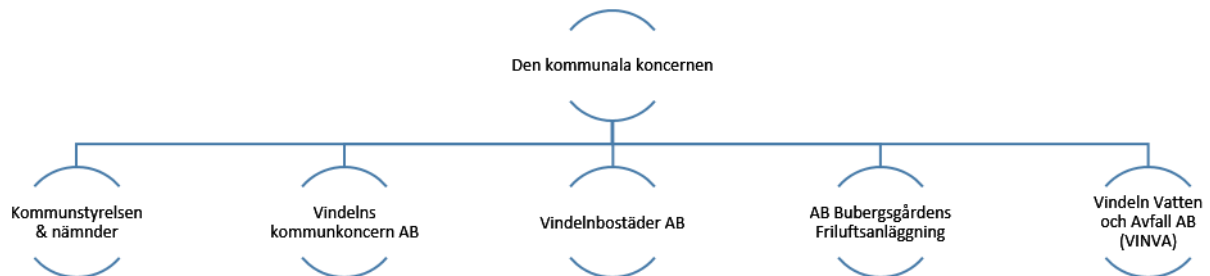 Den kommunala koncernen
Kommunstyrelsen
& nämnder
Vindelns
kommunkoncern AB
Vindelnbostäder AB
AB Bubergsgårdens
Friluftsanläggning
Vindeln Vatten
och Avfall AB
(VINVA)